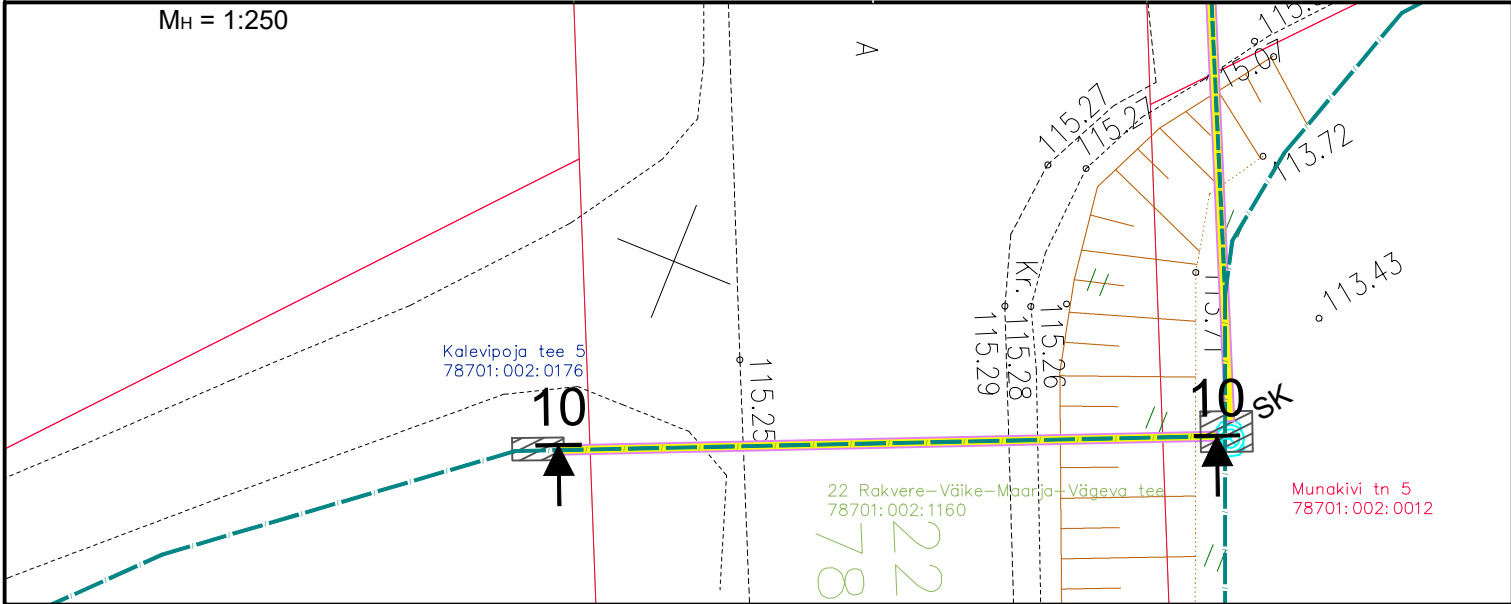 MH = 1:250
A
115.27
115.27
15.07
113.72
113.43
Kr.
115.29
115.28
115.26
115.71
115.25
Kalevipoja tee 5
78701:002:0176
10
10
SK
22 Rakvere-Väike-Maarja-Vägeva tee
78701:002:1160
22
78
Munakivi tn 5
78701:002:0012